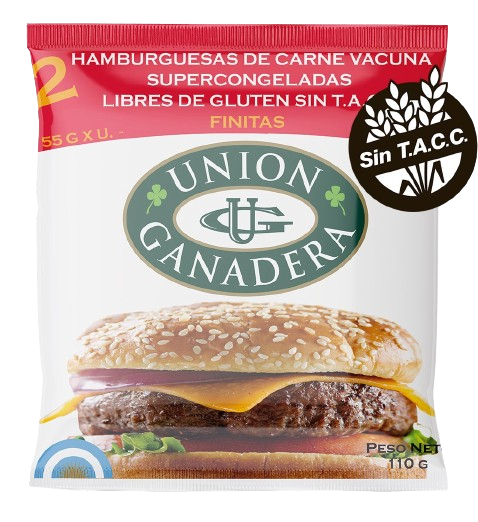 2
HAMBURGUESAS DE CARNE VACUNA
SUPERCONGELADAS
LIBRES DE GLUTEN SIN T.A.C
55 G X U. -
FINITAS
Sin T.A.C.C.
UNION
UG
GANADERA
PESO NET
110 G